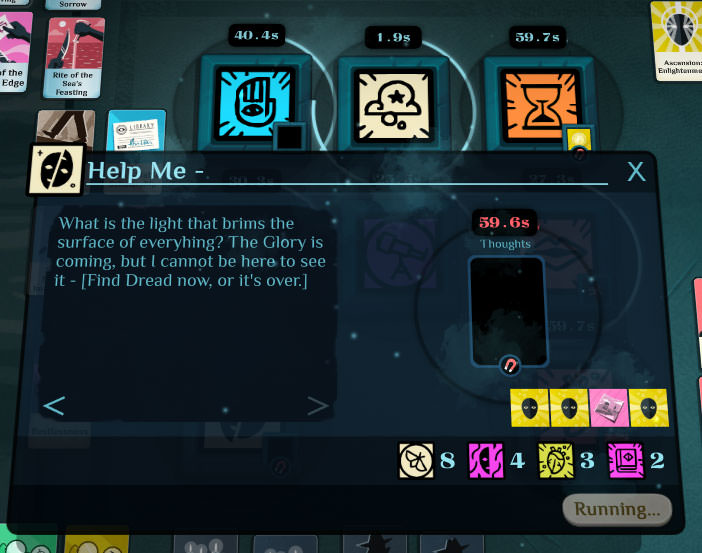 Sorrow
of the
Edge
Rite of the
Sea's
Feasting
LIBRARY
40.4s
1.9s
59.7s
Ascension:
Enlightenme
Help Me -
X
What is the light that brims the
surface of everyhing? The Glory is
coming, but I cannot be here to see
it - [Find Dread now, or it's over.]
59.6s
Thoughts
<
>
8
4
3
2
Running...
Restlessness